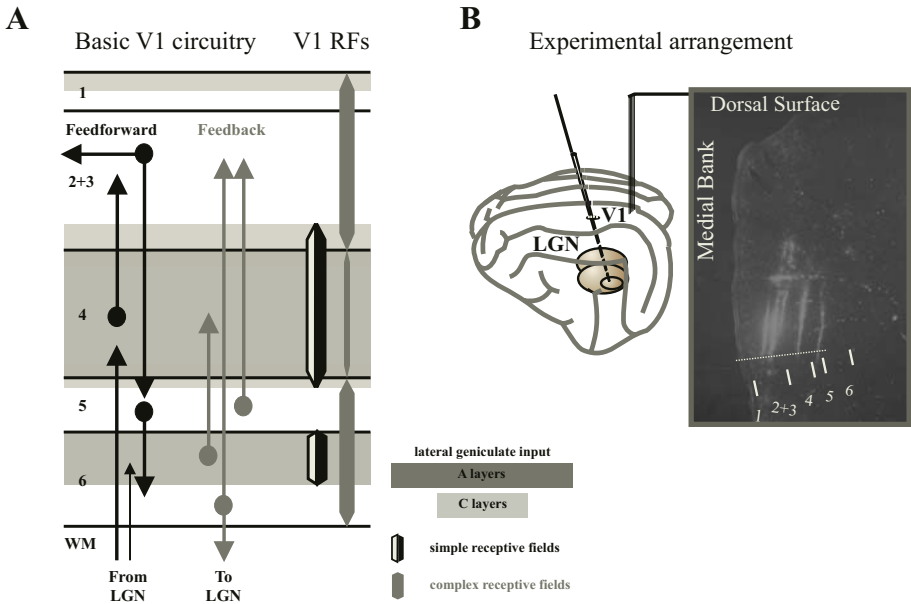 A
Basic V1 circuitry
V1 RFs
1
Feedforward
Feedback
2+3
4
5
6
WM
From
LGN
To
LGN
lateral geniculate input
A layers
C layers
simple receptive fields
complex receptive fields
B
Experimental arrangement
V1
LGN
Dorsal Surface
Medial Bank
1
2+3
4
5
6